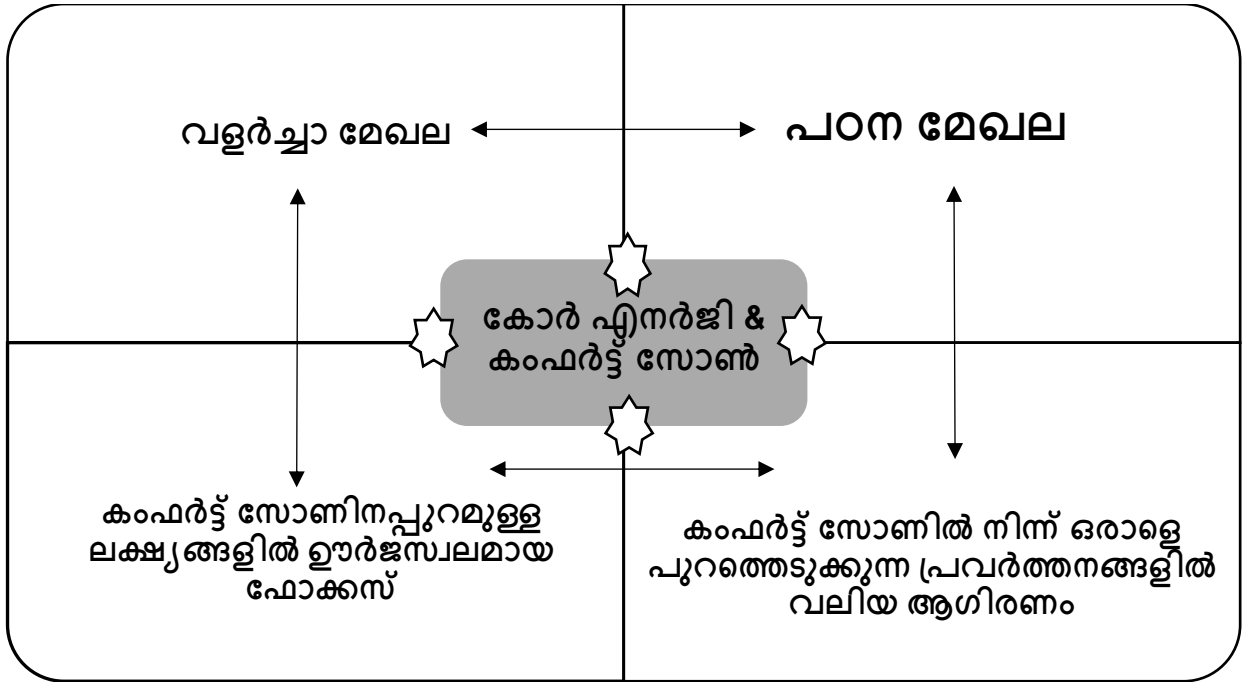 വളർച്ചാ മേഖല
പഠന മേഖല
കോർ എനർജി &
കംഫർട്ട് സോൺ
കംഫർട്ട് സോണിനപ്പുറമുള്ള
ലക്ഷ്യങ്ങളിൽ ഊർജസ്വലമായ
ഫോക്കസ്
കംഫർട്ട് സോണിൽ നിന്ന് ഒരാളെ
പുറത്തെടുക്കുന്ന പ്രവർത്തനങ്ങളിൽ
വലിയ ആഗിരണം